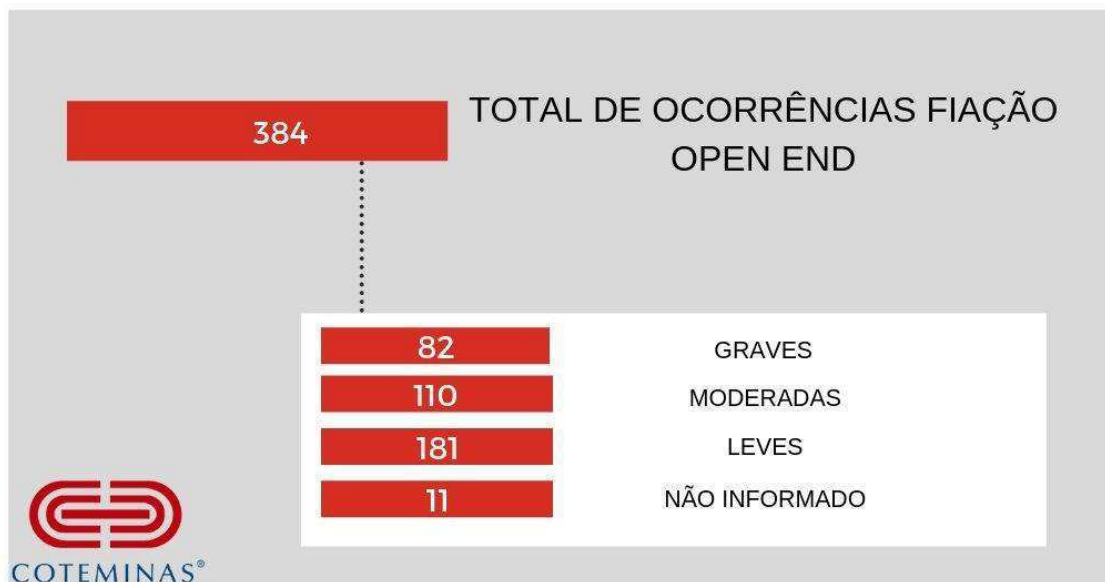 384
TOTAL DE OCORRÊNCIAS FIAÇÃO
OPEN END
82 GRAVES
110 MODERADAS
181 LEVES
11 NÃO INFORMADO
COTEMINAS®